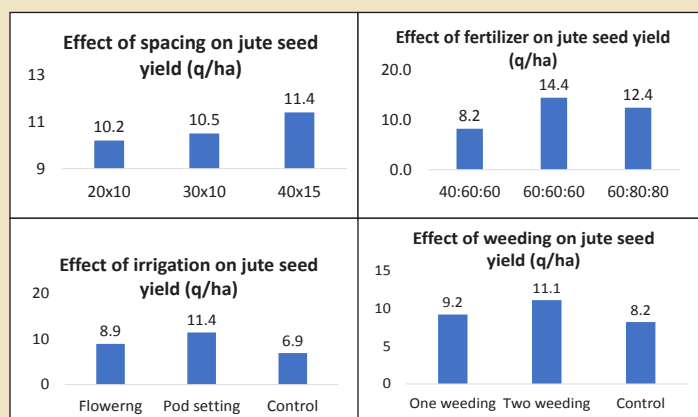 Effect of spacing on jute seed
yield (q/ha)
13
11
9
10.2
10.5
11.4
20x10
30x10
40x15
Effect of fertilizer on jute seed yield
(q/ha)
20.0
10.0
0.0
8.2
14.4
12.4
40:60:60
60:60:60
60:80:80
Effect of irrigation on jute seed
yield (q/ha)
20
10
0
8.9
11.4
6.9
Flowerng
Pod setting
Control
Effect of weeding on jute seed
yield (q/ha)
15
10
5
0
9.2
11.1
8.2
One weeding
Two weeding
Control